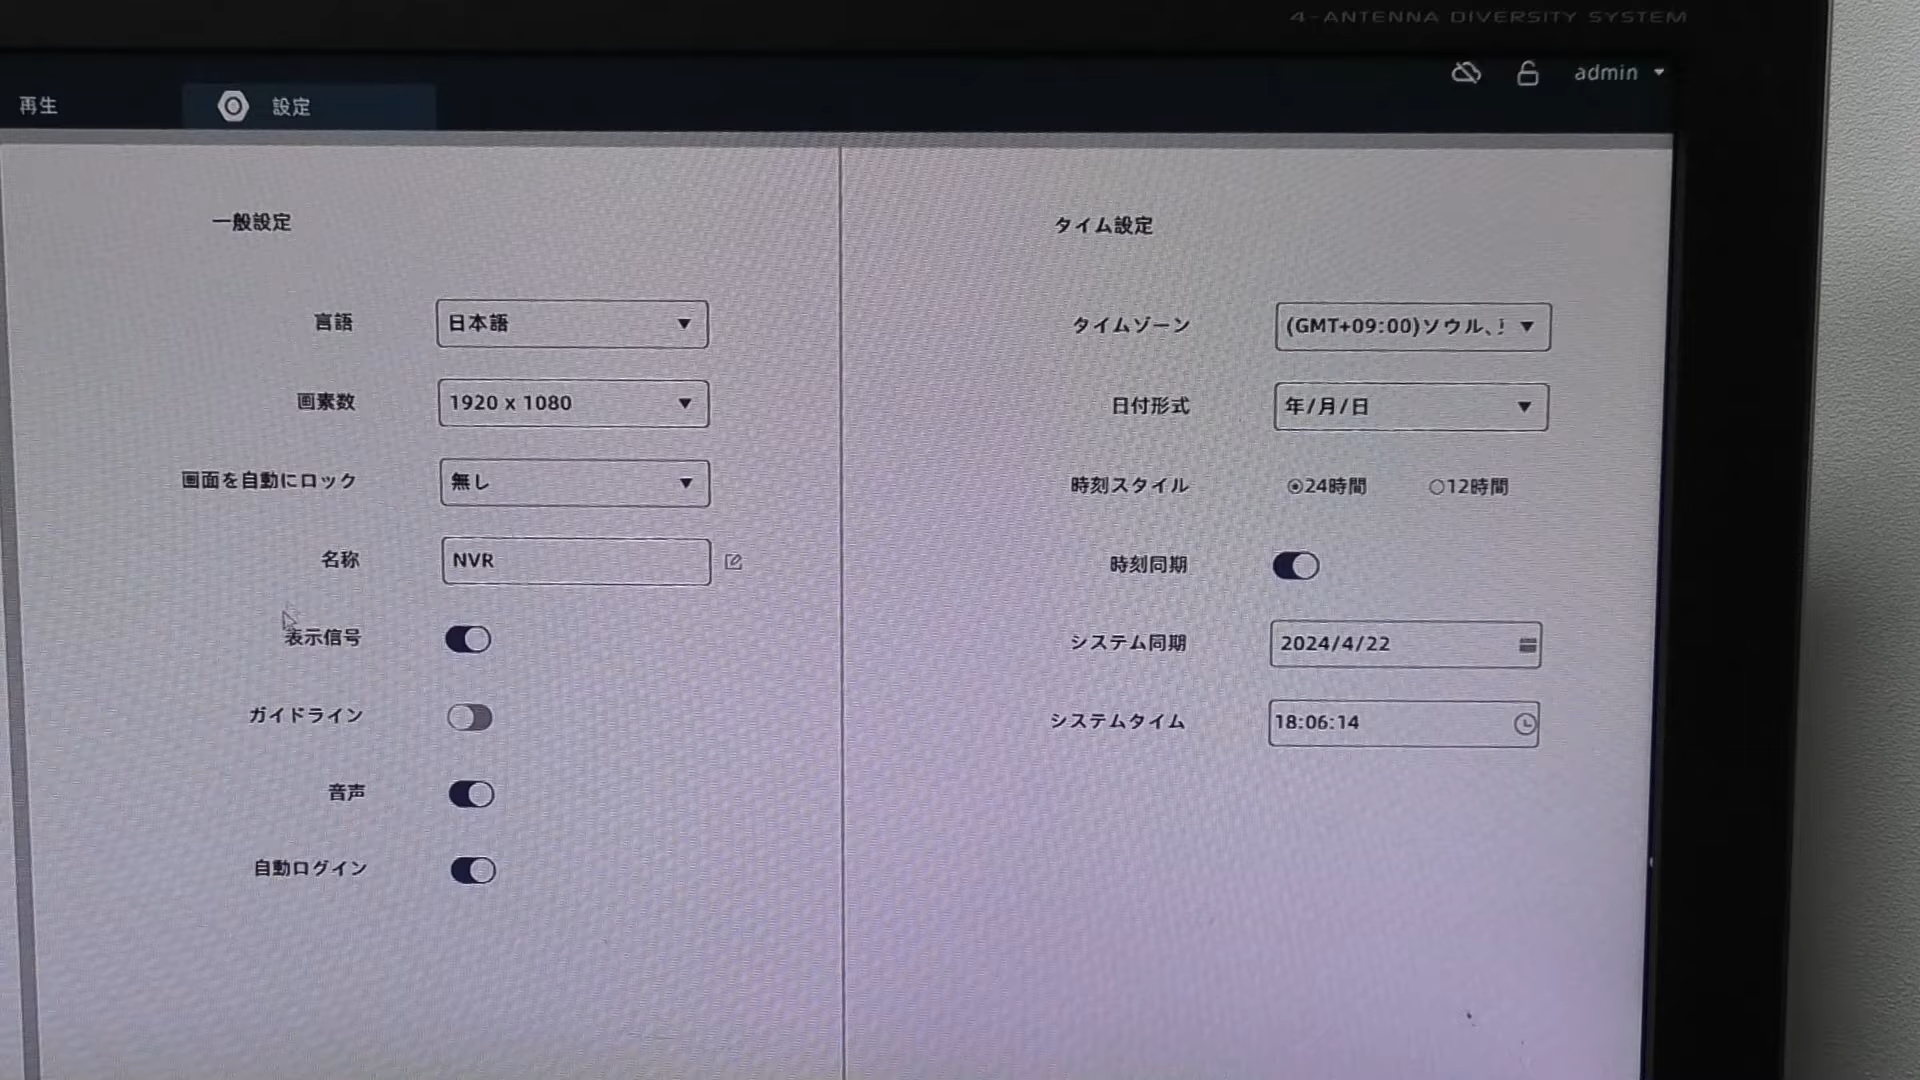 4-ANTENNA DIVERSITY SYSTEM
admin
再生
設定
一般設定
言語
日本語
画素数
1920 x 1080
画面を自動にロック
無し
名称
NVR
表示信号
ガイドライン
音声
自動ログイン
タイム設定
タイムゾーン
(GMT+09:00)ソウル、
日付形式
年/月/日
時刻スタイル
24時間
12時間
時刻同期
システム同期
2024/4/22
システムタイム
18:06:14